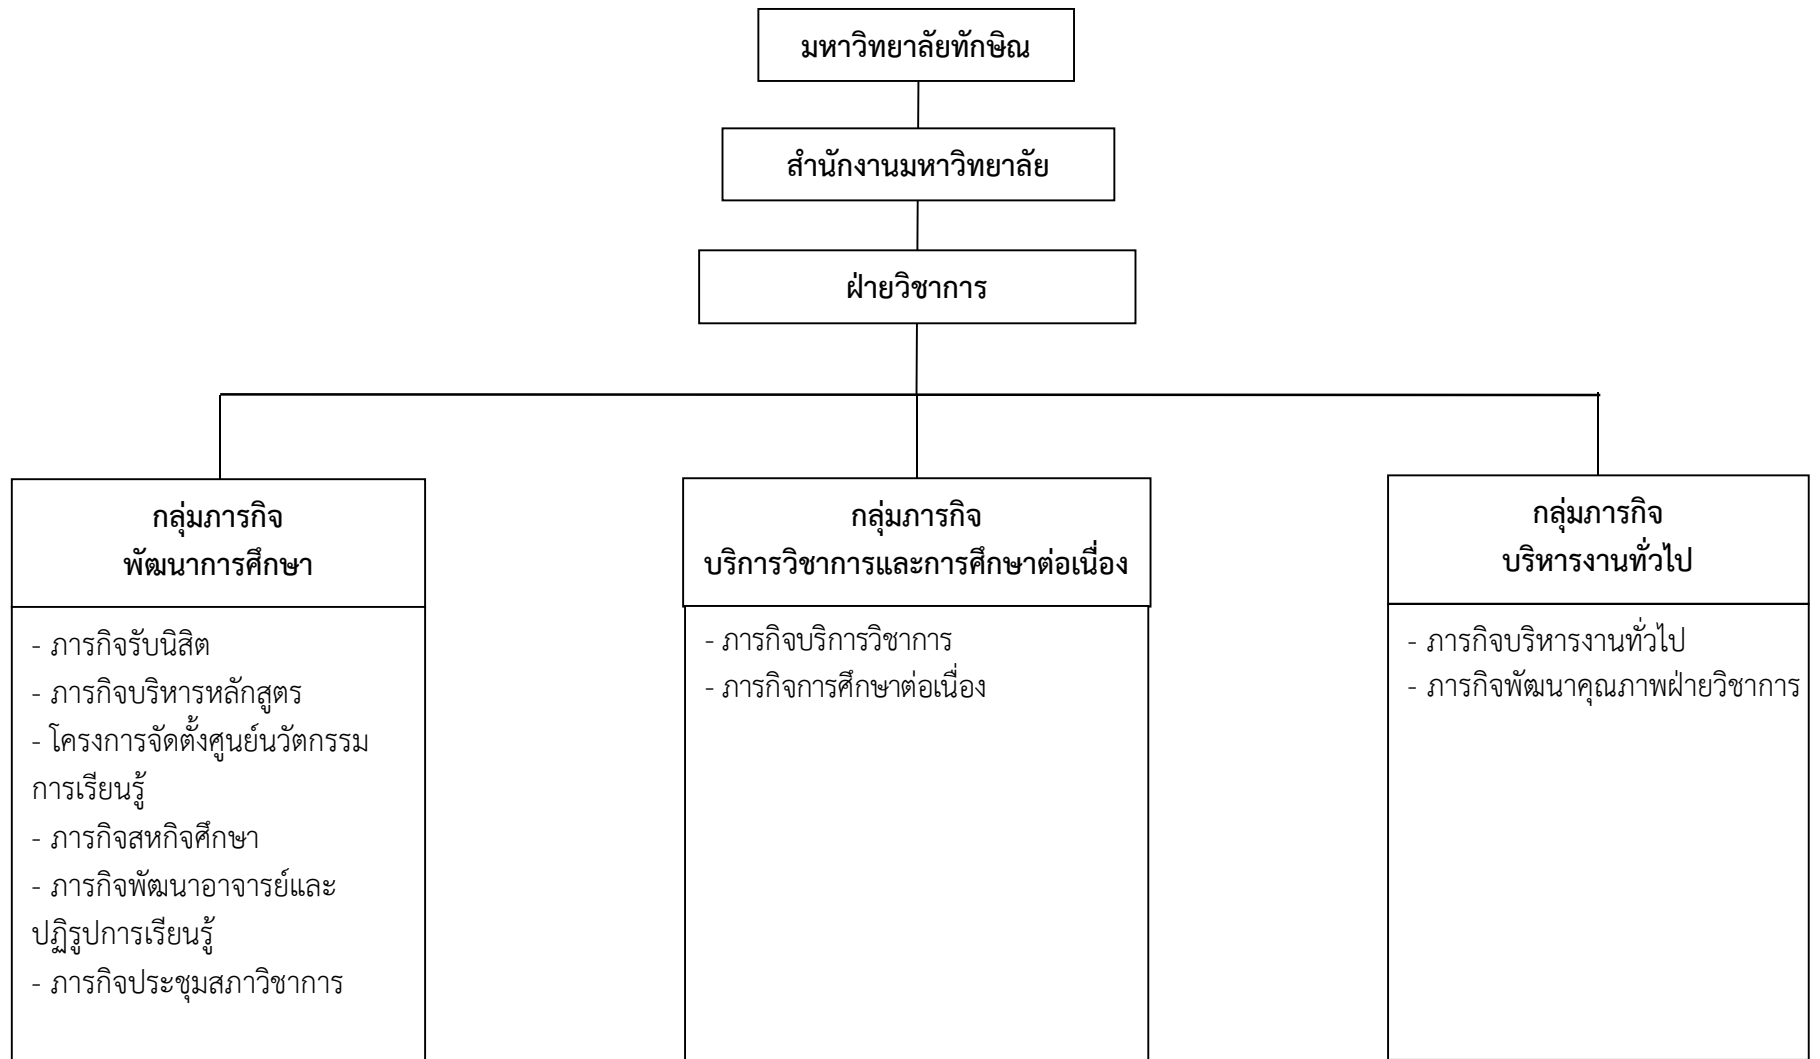 มหาวิทยาลัยทักษิณ
สำนักงานมหาวิทยาลัย
ฝ่ายวิชาการ
กลุ่มภารกิจ
พัฒนาการศึกษา
- ภารกิจรับนิสิต
- ภารกิจบริหารหลักสูตร
- โครงการจัดตั้งศูนย์นวัตกรรม
การเรียนรู้
- ภารกิจสหกิจศึกษา
- ภารกิจพัฒนาอาจารย์และ
ปฏิรูปการเรียนรู้
- ภารกิจประชุมสภาวิชาการ
กลุ่มภารกิจ
บริการวิชาการและการศึกษาต่อเนื่อง
- ภารกิจบริการวิชาการ
- ภารกิจการศึกษาต่อเนื่อง
กลุ่มภารกิจ
บริหารงานทั่วไป
- ภารกิจบริหารงานทั่วไป
- ภารกิจพัฒนาคุณภาพฝ่ายวิชาการ